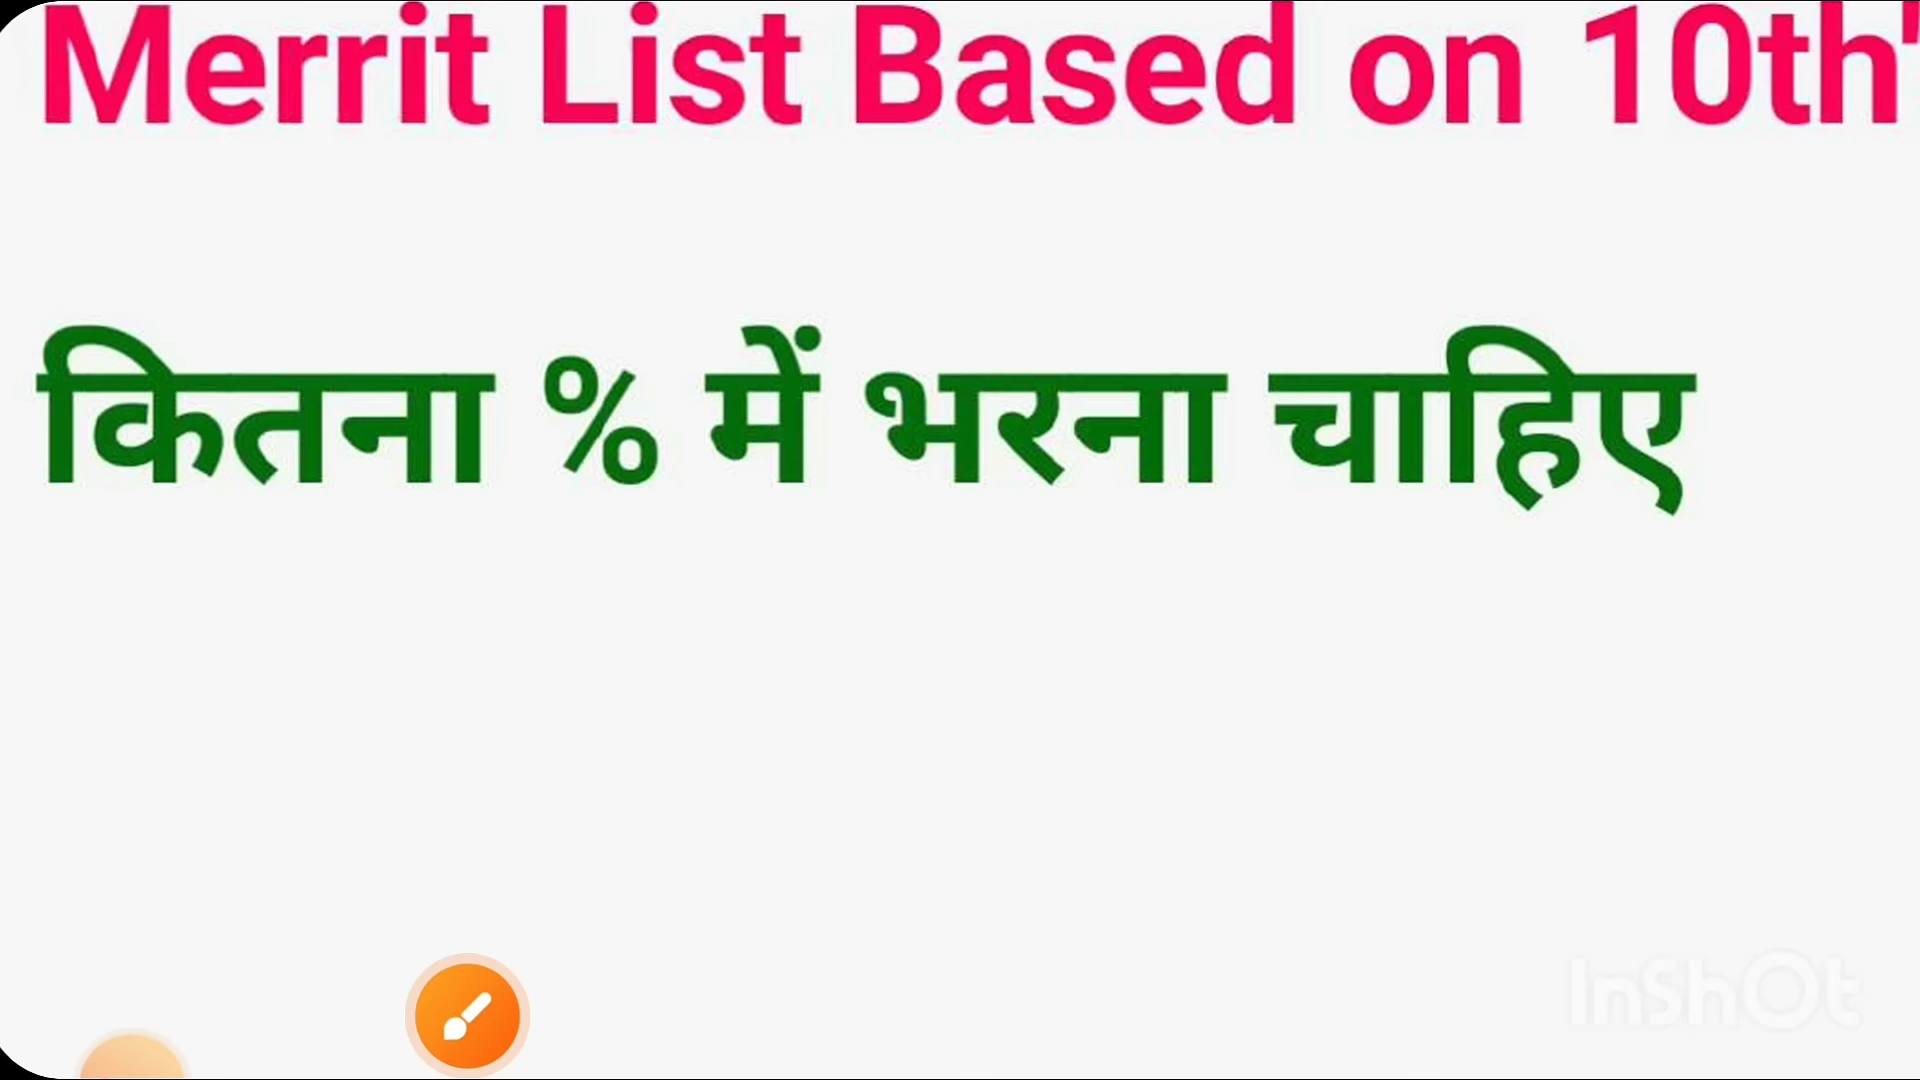 Merrit List Based on 10th'
कितना % में भरना चाहिए
InShOt